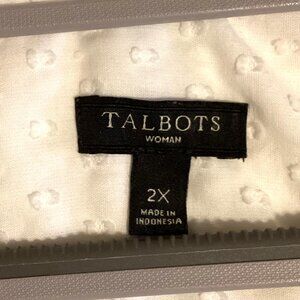 TALBOTS
WOMAN
2X
MADE IN
INDONESIA